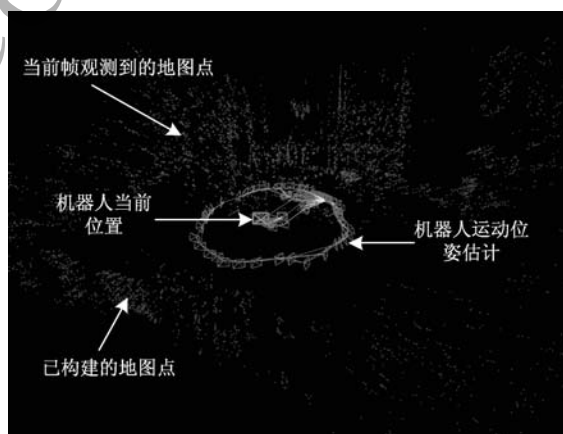 当前帧观测到的地图点
机器人当前
位置
机器人运动位
姿估计
已构建的地图点